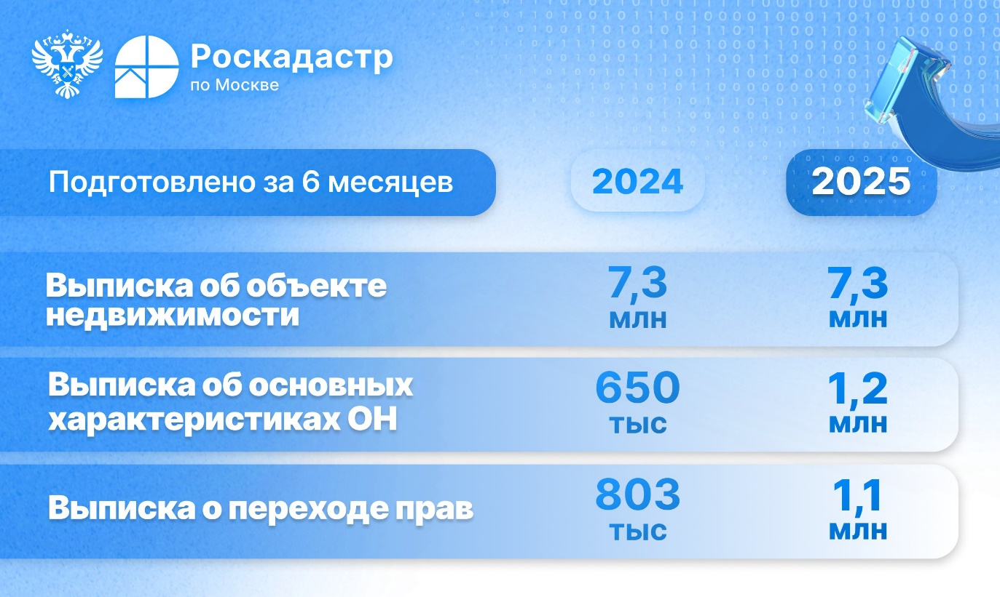 Роскадастр
по Москве
Подготовлено за 6 месяцев
2024
2025
Выписка об объекте
недвижимости
7,3
млн
7,3
млн
Выписка об основных
характеристиках ОН
650
тыс
1,2
млн
Выписка о переходе прав
803
тыс
1,1
млн